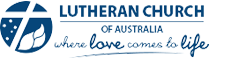 LUTHERAN CHURCH
OF AUSTRALIA
where love comes to life